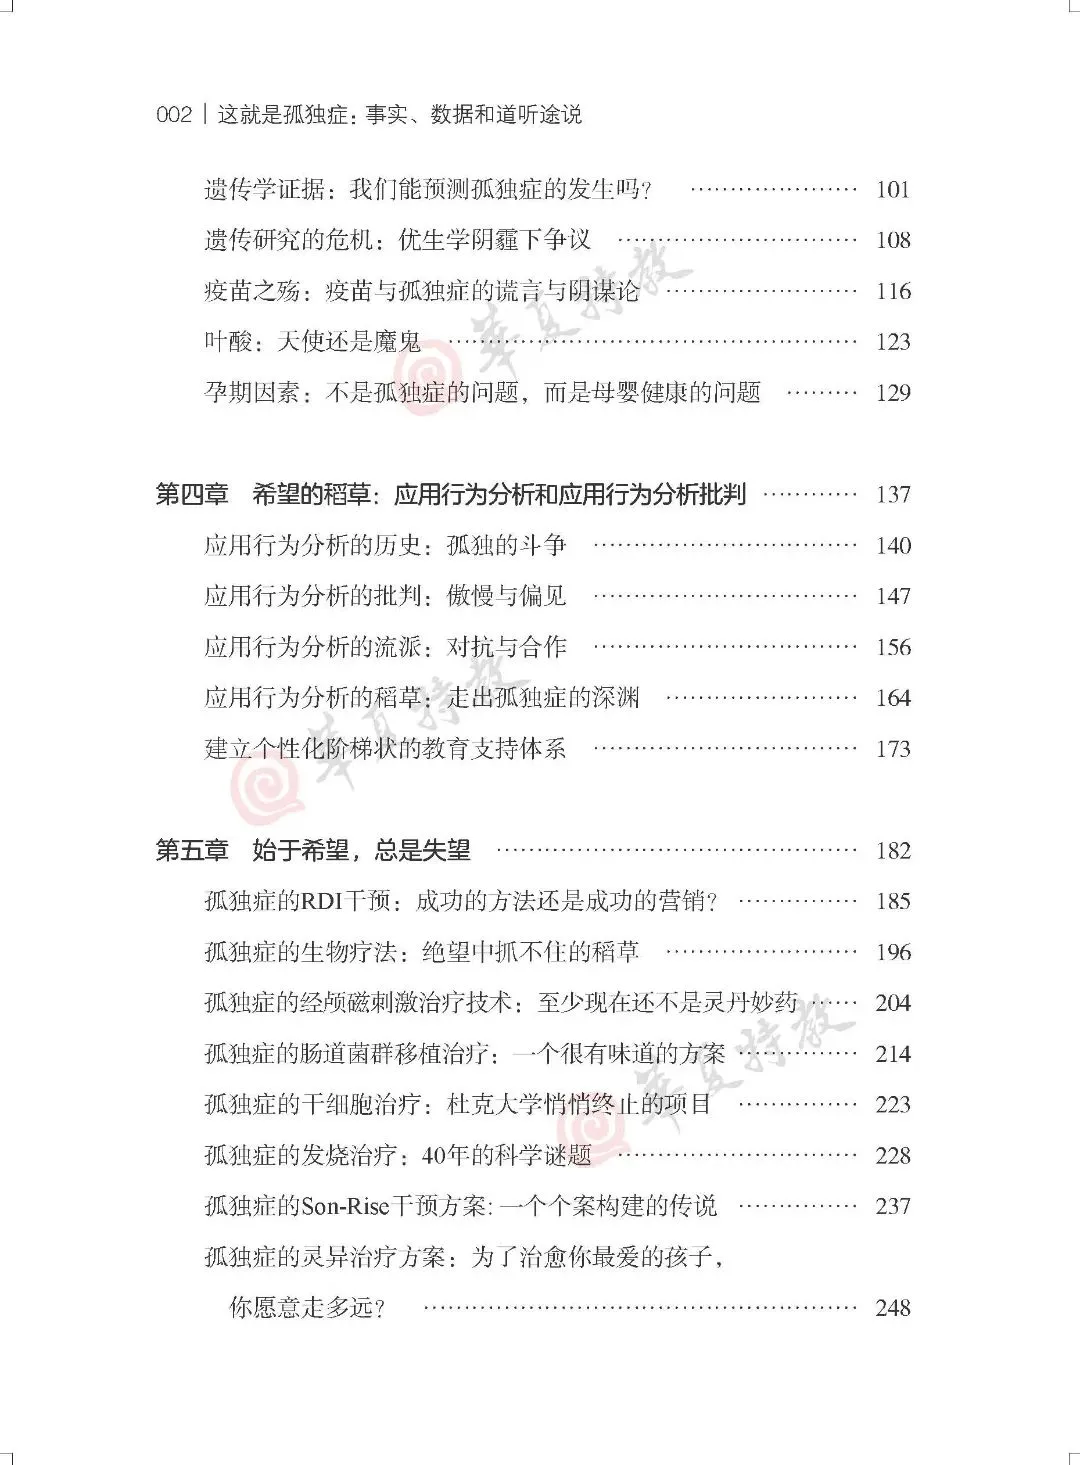 002 | 这就是孤独症：事实、数据和道听途说
遗传学证据：我们能预测孤独症的发生吗？ ………………… 101
遗传研究的危机：优生学阴霾下争议 ………………………… 108
疫苗之殇：疫苗与孤独症的谎言与阴谋论 …………………… 116
叶酸：天使还是魔鬼 …………………………………………… 123
孕期因素：不是孤独症的问题，而是母婴健康的问题 ……… 129
第四章 希望的稻草：应用行为分析和应用行为分析批判 ………… 137
应用行为分析的历史：孤独的斗争 …………………………… 140
应用行为分析的批判：傲慢与偏见 …………………………… 147
应用行为分析的流派：对抗与合作 …………………………… 156
应用行为分析的稻草：走出孤独症的深渊 …………………… 164
建立个性化阶梯状的教育支持体系 …………………………… 173
第五章 始于希望，总是失望 ……………………………………… 182
孤独症的RDI干预：成功的方法还是成功的营销？ …………… 185
孤独症的生物疗法：绝望中抓不住的稻草 …………………… 196
孤独症的经颅磁刺激治疗技术：至少现在还不是灵丹妙药 …… 204
孤独症的肠道菌群移植治疗：一个很有味道的方案 …………… 214
孤独症的干细胞治疗：杜克大学悄悄终止的项目 …………… 223
孤独症的发烧治疗：40年的科学谜题 ………………………… 228
孤独症的Son-Rise干预方案：一个个案构建的传说 …………… 237
孤独症的灵异治疗方案：为了治愈你最爱的孩子，
你愿意走多远？ ……………………………………………… 248
華夏特教
華夏特教
華夏特教